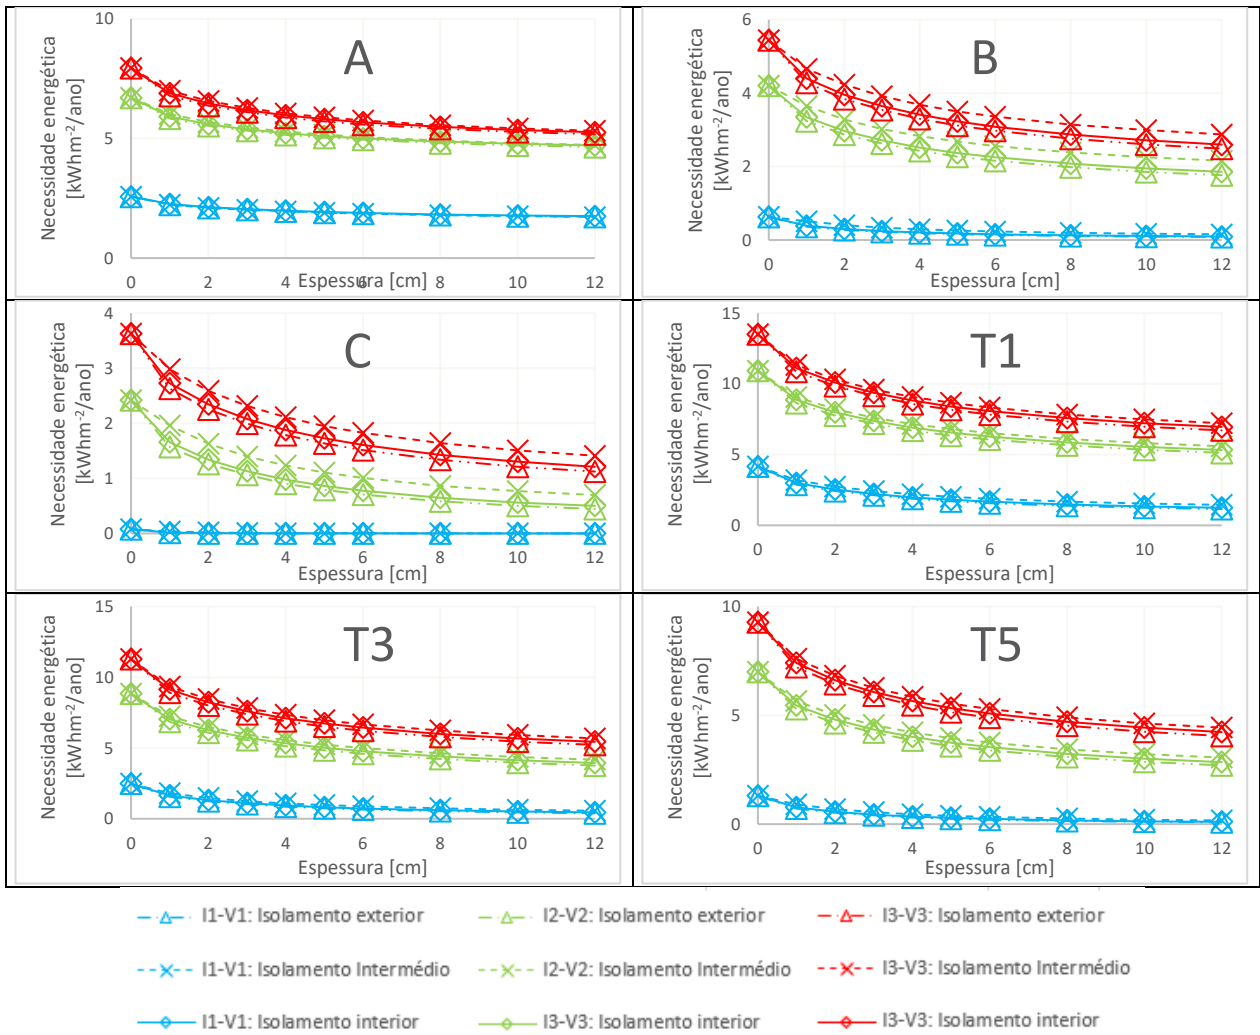 A
Necessidade energética
[kWhm⁻²/ano]
10
5
0
0 2 4 6 8 10 12
Espessura [cm]
B
Necessidade energética
[kWhm⁻²/ano]
6
4
2
0
0 2 4 6 8 10 12
Espessura [cm]
C
Necessidade energética
[kWhm⁻²/ano]
4
3
2
1
0
0 2 4 6 8 10 12
Espessura [cm]
T1
Necessidade energética
[kWhm⁻²/ano]
15
10
5
0
0 2 4 6 8 10 12
Espessura [cm]
T3
Necessidade energética
[kWhm⁻²/ano]
15
10
5
0
0 2 4 6 8 10 12
Espessura [cm]
T5
Necessidade energética
[kWhm⁻²/ano]
10
5
0
0 2 4 6 8 10 12
Espessura [cm]
I1-V1: Isolamento exterior I2-V2: Isolamento exterior I3-V3: Isolamento exterior
I1-V1: Isolamento Intermédio I2-V2: Isolamento Intermédio I3-V3: Isolamento Intermédio
I1-V1: Isolamento interior I3-V3: Isolamento interior I3-V3: Isolamento interior